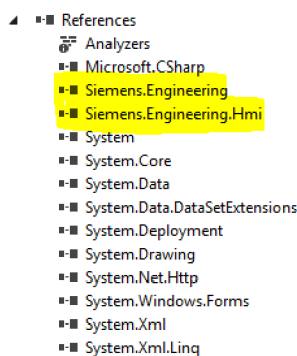 References
Analyzers
Microsoft.CSharp
Siemens.Engineering
Siemens.Engineering.Hmi
System
System.Core
System.Data
System.Data.DataSetExtensions
System.Deployment
System.Drawing
System.Net.Http
System.Windows.Forms
System.Xml
System.Xml.Linq